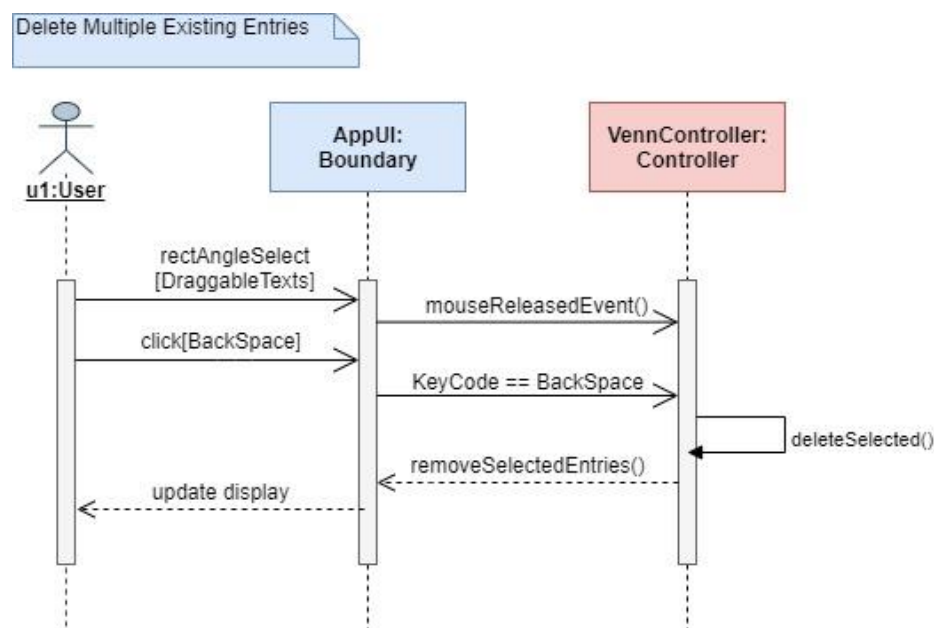 Delete Multiple Existing Entries
AppUI:
Boundary
VennController:
Controller
u1:User
rectAngleSelect
[DraggableTexts]
mouseReleasedEvent()
click[BackSpace]
KeyCode == BackSpace
deleteSelected()
removeSelectedEntries()
update display